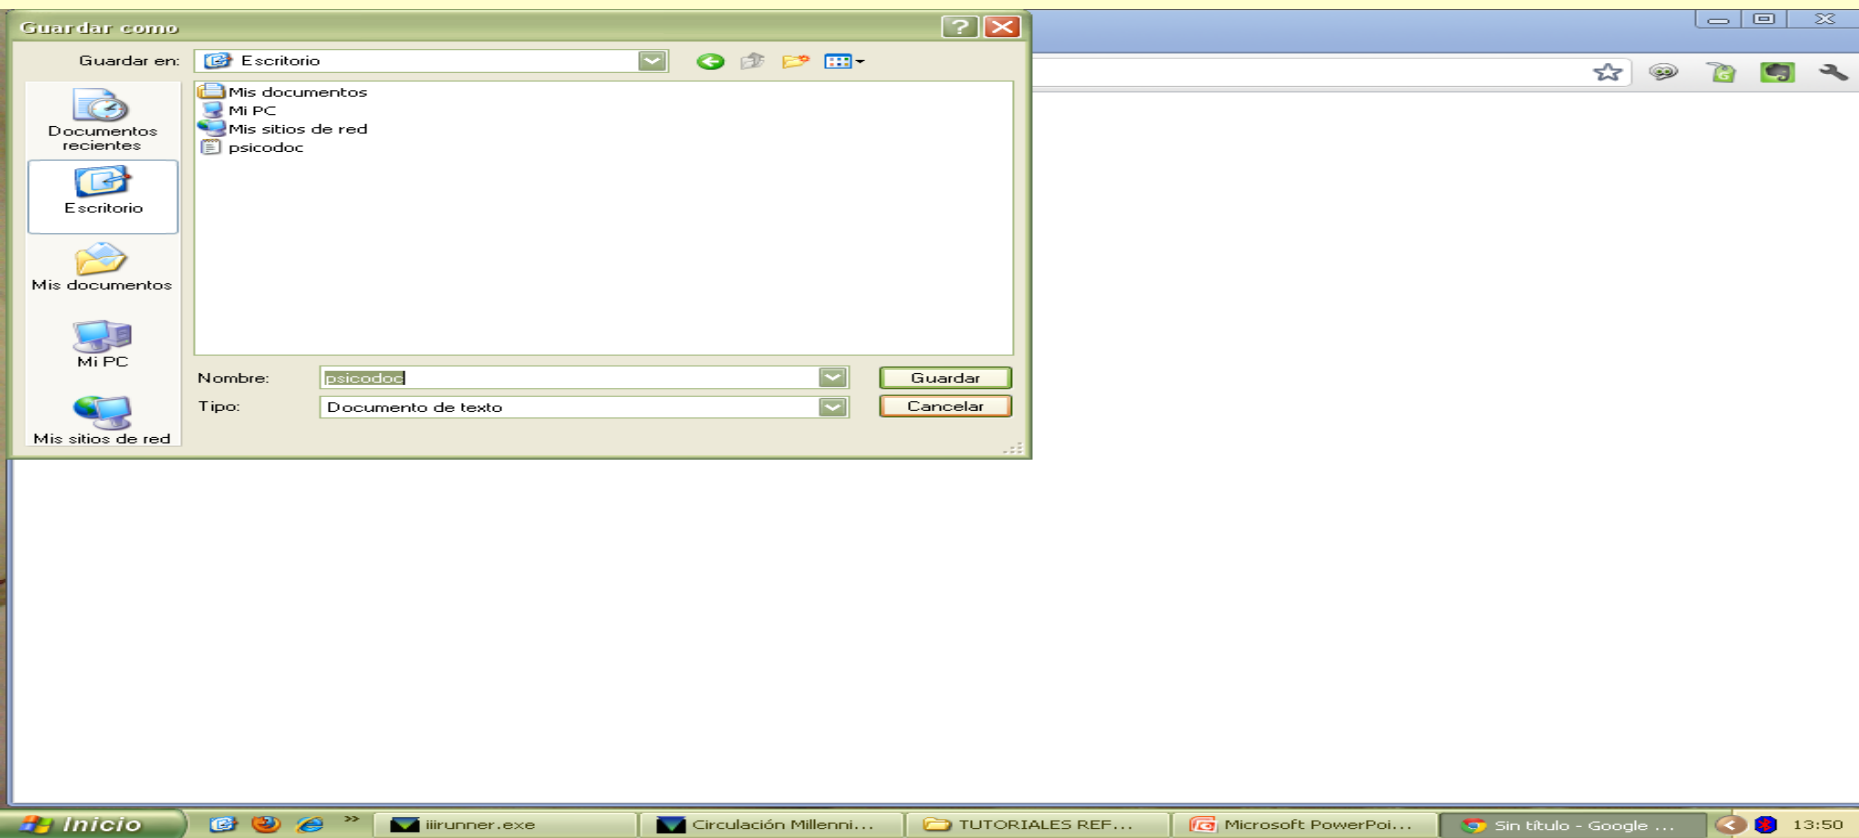 Guardar como
Guardar en:
Escritorio
Mis documentos
Mi PC
Mis sitios de red
psicodoc
Documentos
recientes
Escritorio
Mis documentos
Mi PC
Mis sitios de red
Nombre:
psicodoc
Guardar
Tipo:
Documento de texto
Cancelar
Inicio
iiirunner.exe
Circulación Millenni...
TUTORIALES REF...
Microsoft PowerPoi...
Sin título - Google ...
13:50